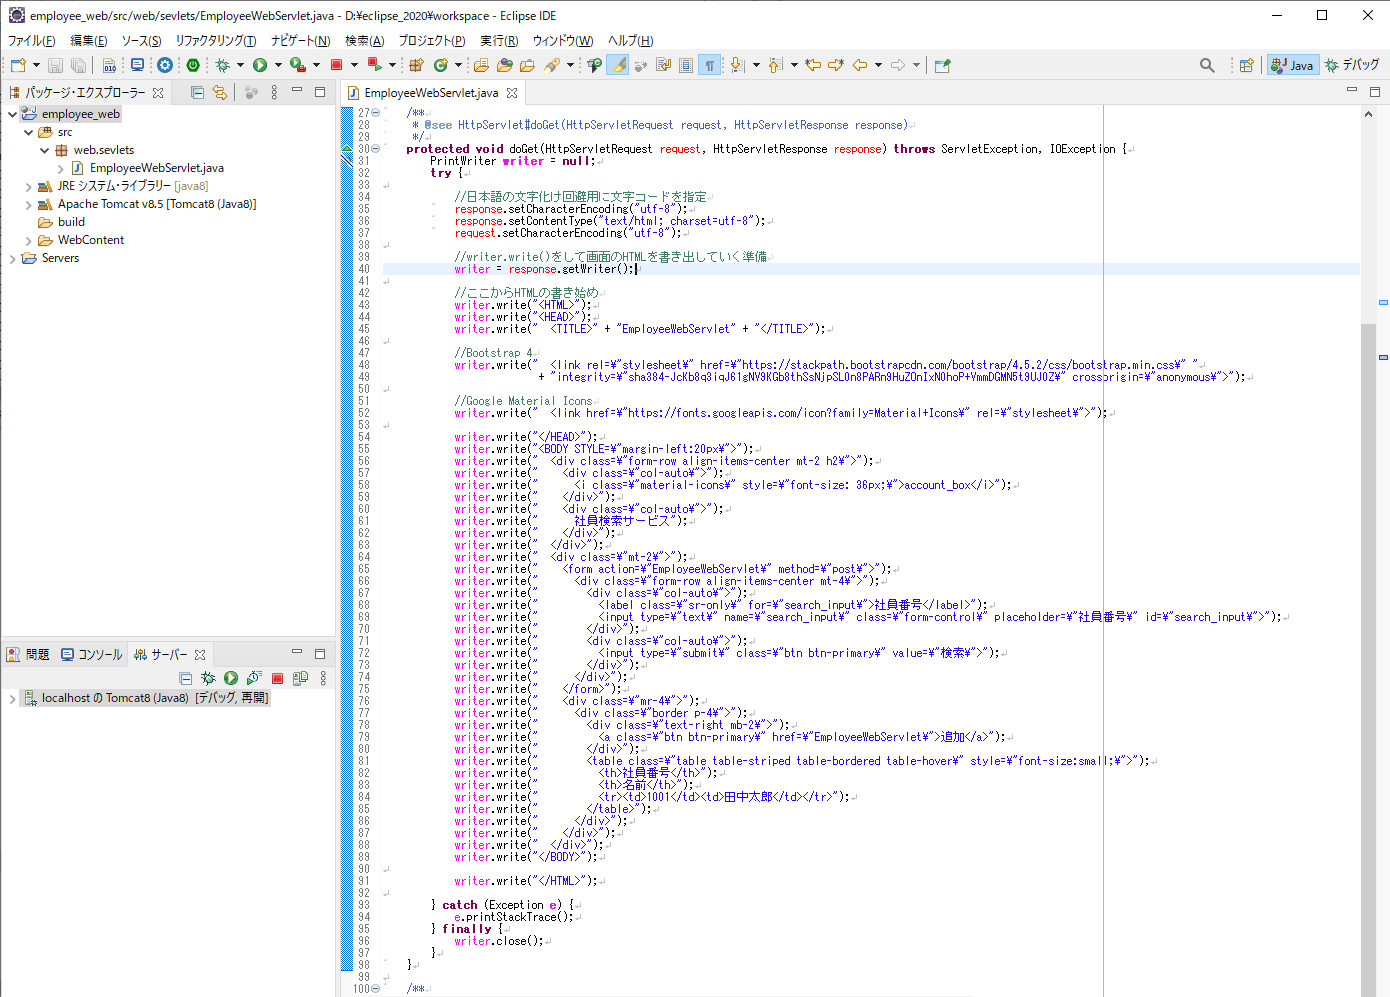 employee_web/src/web/sevlets/EmployeeWebServlet.java - D:¥eclipse_2020¥workspace - Eclipse IDE
ファイル(F) 編集(E) ソース(S) リファクタリング(T) ナビゲート(N) 検索(A) プロジェクト(P) 実行(R) ウィンドウ(W) ヘルプ(H)
Java デバッグ
パッケージ・エクスプローラー
employee_web
src
web.sevlets
EmployeeWebServlet.java
JRE システム・ライブラリー [java8]
Apache Tomcat v8.5 [Tomcat8 (Java8)]
build
WebContent
Servers
問題 コンソール サーバー
localhost の Tomcat8 (Java8) [デバッグ, 再開]
EmployeeWebServlet.java
27 /**
28 * @see HttpServlet#doGet(HttpServletRequest request, HttpServletResponse response)
29 */
30 protected void doGet(HttpServletRequest request, HttpServletResponse response) throws ServletException, IOException {
31 PrintWriter writer = null;
32 try {
33
34 //日本語の文字化け回避用に文字コードを指定
35 response.setCharacterEncoding("utf-8");
36 response.setContentType("text/html; charset=utf-8");
37 request.setCharacterEncoding("utf-8");
38
39 //writer.write()をして画面のHTMLを書き出していく準備
40 writer = response.getWriter();
41
42 //ここからHTMLの書き始め
43 writer.write("<HTML>");
44 writer.write("<HEAD>");
45 writer.write("  <TITLE>" + "EmployeeWebServlet" + "</TITLE>");
46
47 //Bootstrap 4
48 writer.write("  <link rel=¥"stylesheet¥" href=¥"https://stackpath.bootstrapcdn.com/bootstrap/4.5.2/css/bootstrap.min.css¥" "
49 + "integrity=¥"sha384-JcKb8q3iqJ61gNV9KGb8thSsNjpSL0n8PARn9HuZOnIxN0hoP+VmmDGMN5t9UJ0Z¥" crossorigin=¥"anonymous¥">");
50
51 //Google Material Icons
52 writer.write("  <link href=¥"https://fonts.googleapis.com/icon?family=Material+Icons¥" rel=¥"stylesheet¥">");
53
54 writer.write("</HEAD>");
55 writer.write("<BODY STYLE=¥"margin-left:20px¥">");
56 writer.write("  <div class=¥"form-row align-items-center mt-2 h2¥">");
57 writer.write("    <div class=¥"col-auto¥">");
58 writer.write("      <i class=¥"material-icons¥" style=¥"font-size: 36px;¥">account_box</i>");
59 writer.write("    </div>");
60 writer.write("    <div class=¥"col-auto¥">");
61 writer.write("      社員検索サービス");
62 writer.write("    </div>");
63 writer.write("  </div>");
64 writer.write("  <div class=¥"mt-2¥">");
65 writer.write("    <form action=¥"EmployeeWebServlet¥" method=¥"post¥">");
66 writer.write("      <div class=¥"form-row align-items-center mt-4¥">");
67 writer.write("        <div class=¥"col-auto¥">");
68 writer.write("          <label class=¥"sr-only¥" for=¥"search_input¥">社員番号</label>");
69 writer.write("          <input type=¥"text¥" name=¥"search_input¥" class=¥"form-control¥" placeholder=¥"社員番号¥" id=¥"search_input¥">");
70 writer.write("        </div>");
71 writer.write("        <div class=¥"col-auto¥">");
72 writer.write("          <input type=¥"submit¥" class=¥"btn btn-primary¥" value=¥"検索¥">");
73 writer.write("        </div>");
74 writer.write("      </div>");
75 writer.write("    </form>");
76 writer.write("    <div class=¥"mr-4¥">");
77 writer.write("      <div class=¥"border p-4¥">");
78 writer.write("        <div class=¥"text-right mb-2¥">");
79 writer.write("          <a class=¥"btn btn-primary¥" href=¥"EmployeeWebServlet¥">追加</a>");
80 writer.write("        </div>");
81 writer.write("        <table class=¥"table table-striped table-bordered table-hover¥" style=¥"font-size:small;¥">");
82 writer.write("          <th>社員番号</th>");
83 writer.write("          <th>名前</th>");
84 writer.write("          <tr><td>1001</td><td>田中太郎</td></tr>");
85 writer.write("        </table>");
86 writer.write("      </div>");
87 writer.write("    </div>");
88 writer.write("  </div>");
89 writer.write("</BODY>");
90
91 writer.write("</HTML>");
92
93 } catch (Exception e) {
94 e.printStackTrace();
95 } finally {
96 writer.close();
97 }
98 }
99
100 /**